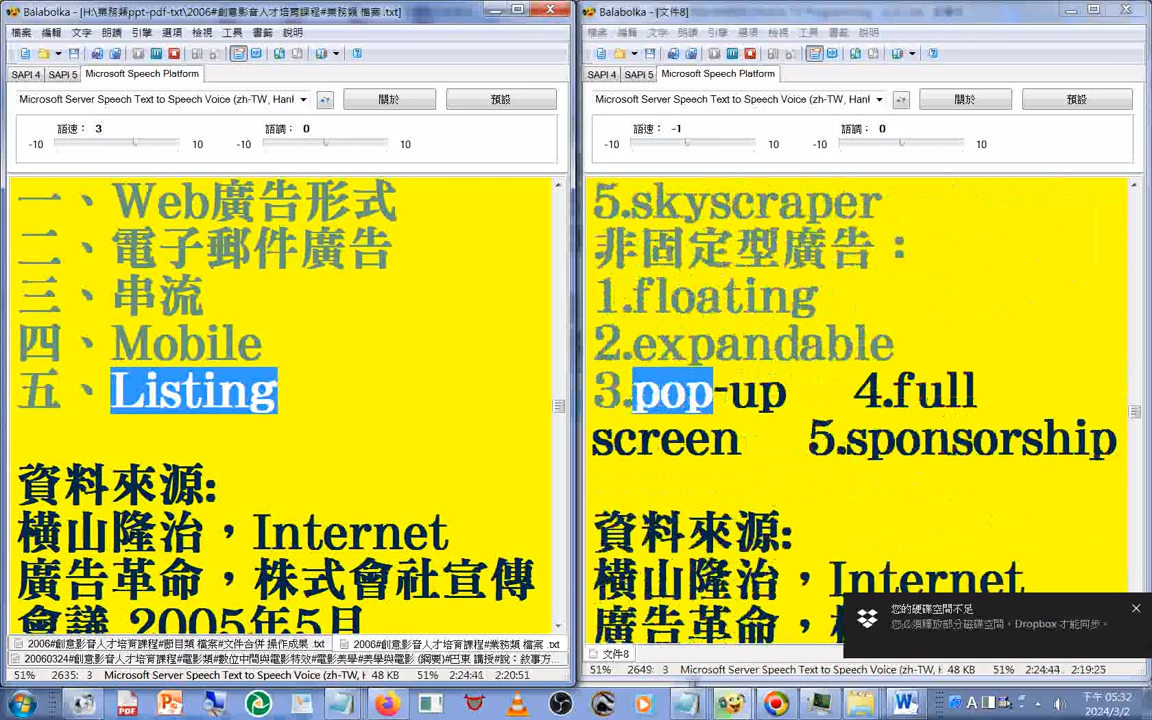 Balabolka - [H:\業務類ppt-pdf-txt\2006#創意影音人才培育課程#業務類 檔案 .txt]
檔案 編輯 文字 朗讀 引擎 選項 檢視 工具 書籤 說明
SAPI 4 SAPI 5 Microsoft Speech Platform
Microsoft Server Speech Text to Speech Voice (zh-TW, Hanl
關於
預設
語速： 3
語調： 0
-10 10 -10 10
一、Web廣告形式
二、電子郵件廣告
三、串流
四、Mobile
五、Listing
資料來源:
橫山隆治，Internet
廣告革命，株式會社宣傳
會議,2005年5月
2006#創意影音人才培育課程#節目類 檔案#文件合併 操作成果 .txt
2006#創意影音人才培育課程#業務類 檔案 .txt
20060324#創意影音人才培育課程#電影類#數位中間與電影特效#電影美學#美學與電影 (綱要)#巴東 講授#說：敘事方...
51% 2635: 3 Microsoft Server Speech Text to Speech Voice (zh-TW, H 48 KB 2:24:41 2:20:51
Balabolka - [文件8]
檔案 編輯 文字 朗讀 引擎 選項 檢視 工具 書籤 說明
SAPI 4 SAPI 5 Microsoft Speech Platform
Microsoft Server Speech Text to Speech Voice (zh-TW, Hanl
關於
預設
語速： -1
語調： 0
-10 10 -10 10
5.skyscraper
非固定型廣告：
1.floating
2.expandable
3.pop-up 4.full
screen 5.sponsorship
資料來源:
橫山隆治，Internet
廣告革命，株
文件8
51% 2649: 3 Microsoft Server Speech Text to Speech Voice (zh-TW, H 48 KB 2:24:44 2:19:25
您的硬碟空間不足
您必須釋放部分磁碟空間，Dropbox 才能同步。
下午 05:32
2024/3/2